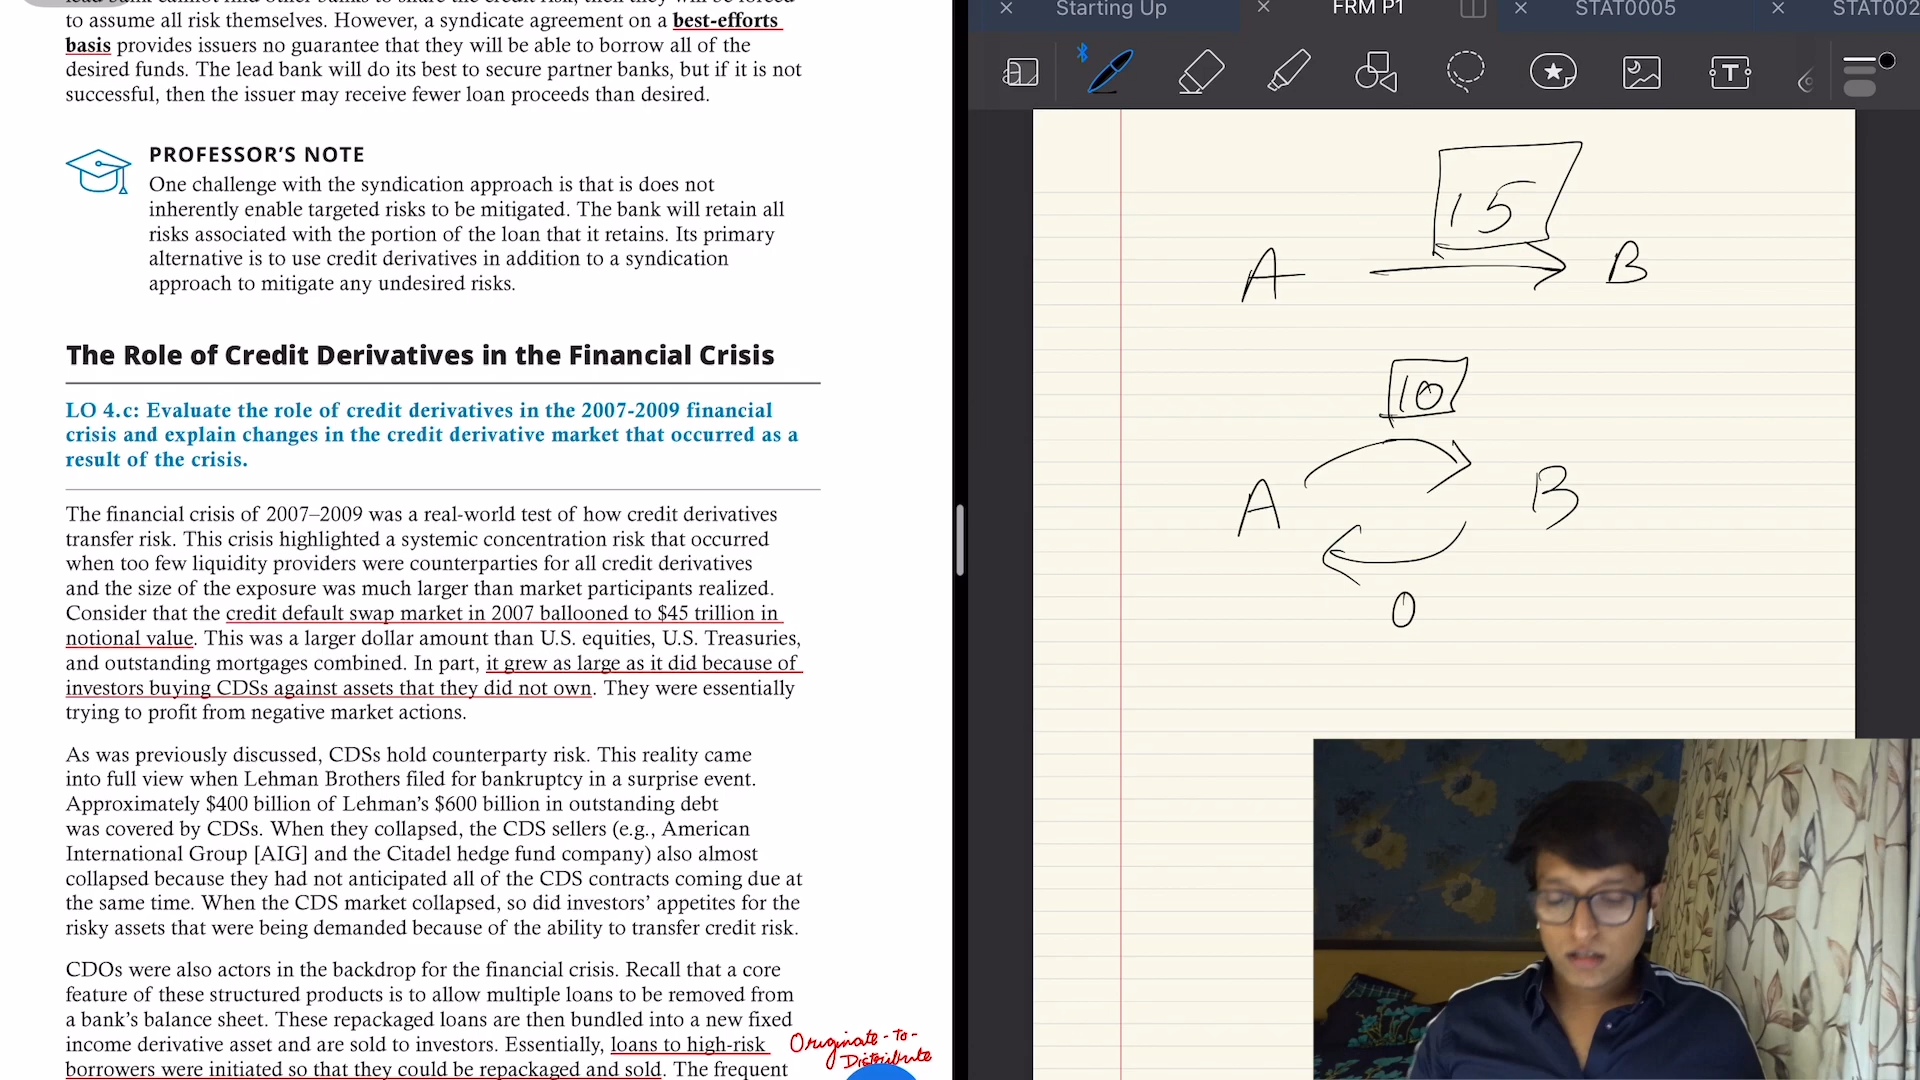 to assume all risk themselves. However, a syndicate agreement on a best-efforts
basis provides issuers no guarantee that they will be able to borrow all of the
desired funds. The lead bank will do its best to secure partner banks, but if it is not
successful, then the issuer may receive fewer loan proceeds than desired.
PROFESSOR'S NOTE
One challenge with the syndication approach is that is does not
inherently enable targeted risks to be mitigated. The bank will retain all
risks associated with the portion of the loan that it retains. Its primary
alternative is to use credit derivatives in addition to a syndication
approach to mitigate any undesired risks.
The Role of Credit Derivatives in the Financial Crisis
LO 4.c: Evaluate the role of credit derivatives in the 2007-2009 financial
crisis and explain changes in the credit derivative market that occurred as a
result of the crisis.
The financial crisis of 2007–2009 was a real-world test of how credit derivatives
transfer risk. This crisis highlighted a systemic concentration risk that occurred
when too few liquidity providers were counterparties for all credit derivatives
and the size of the exposure was much larger than market participants realized.
Consider that the credit default swap market in 2007 ballooned to $45 trillion in
notional value. This was a larger dollar amount than U.S. equities, U.S. Treasuries,
and outstanding mortgages combined. In part, it grew as large as it did because of
investors buying CDSs against assets that they did not own. They were essentially
trying to profit from negative market actions.
As was previously discussed, CDSs hold counterparty risk. This reality came
into full view when Lehman Brothers filed for bankruptcy in a surprise event.
Approximately $400 billion of Lehman's $600 billion in outstanding debt
was covered by CDSs. When they collapsed, the CDS sellers (e.g., American
International Group [AIG] and the Citadel hedge fund company) also almost
collapsed because they had not anticipated all of the CDS contracts coming due at
the same time. When the CDS market collapsed, so did investors' appetites for the
risky assets that were being demanded because of the ability to transfer credit risk.
CDOs were also actors in the backdrop for the financial crisis. Recall that a core
feature of these structured products is to allow multiple loans to be removed from
a bank's balance sheet. These repackaged loans are then bundled into a new fixed
income derivative asset and are sold to investors. Essentially, loans to high-risk
borrowers were initiated so that they could be repackaged and sold. The frequent
Originate-to-
Distribute
Starting Up
FRM P1
STAT0005
STAT002
T
15
A
B
10
A
B
0